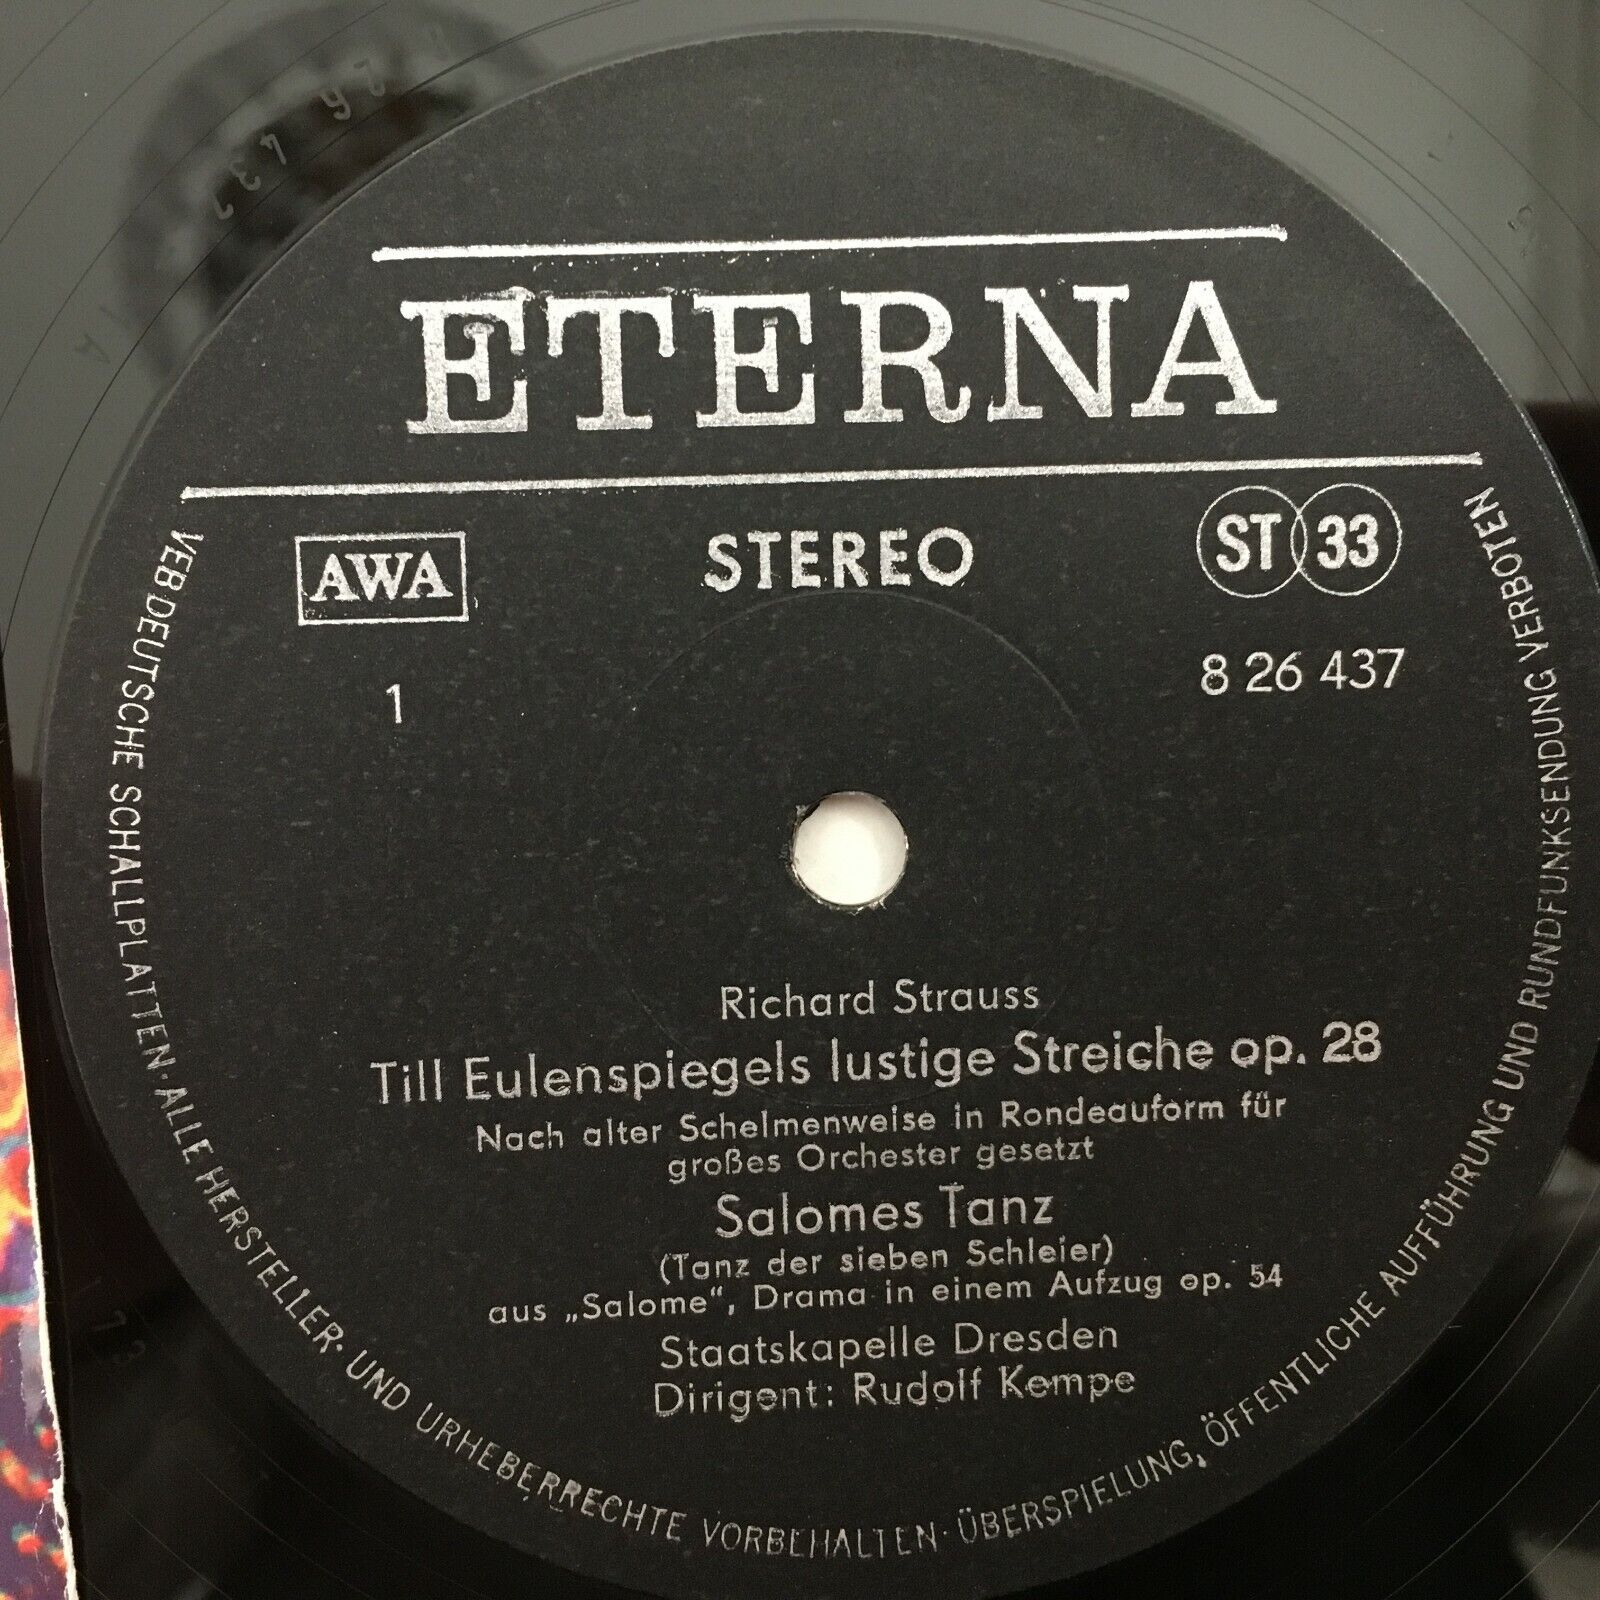 ETERNA
AWA
STEREO
ST 33
1
8 26 437
Richard Strauss
Till Eulenspiegels lustige Streiche op. 28
Nach alter Schelmenweise in Rondeauform für
großes Orchester gesetzt
Salomes Tanz
(Tanz der sieben Schleier)
aus „Salome“, Drama in einem Aufzug op. 54
Staatskapelle Dresden
Dirigent: Rudolf Kempe
VEB DEUTSCHE SCHALLPLATTEN · ALLE HERSTELLER- UND URHEBERRECHTE VORBEHALTEN · ÜBERSPIELUNG, ÖFFENTLICHE AUFFÜHRUNG UND RUNDFUNKSENDUNG VERBOTEN